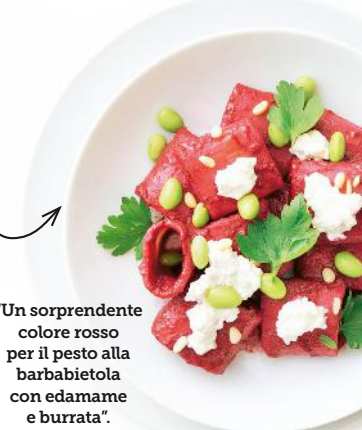 "Un sorprendente
colore rosso
per il pesto alla
barbabietola
con edamame
e burrata".